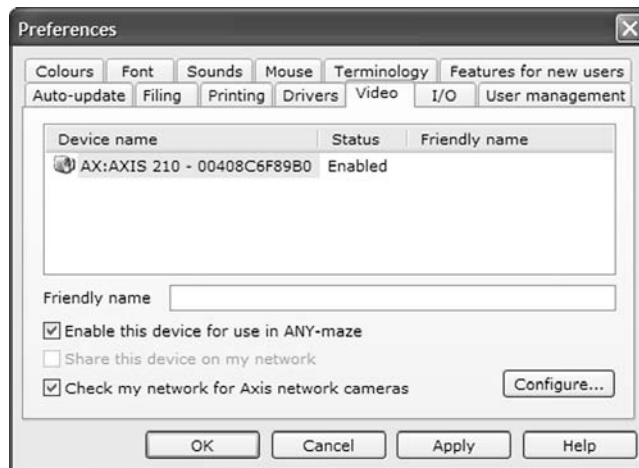 Preferences
Colours Font Sounds Mouse Terminology Features for new users
Auto-update Filing Printing Drivers Video I/O User management
Device name Status Friendly name
AX:AXIS 210 - 00408C6F89B0 Enabled
Friendly name
Enable this device for use in ANY-maze
Share this device on my network
Check my network for Axis network cameras
Configure...
OK Cancel Apply Help